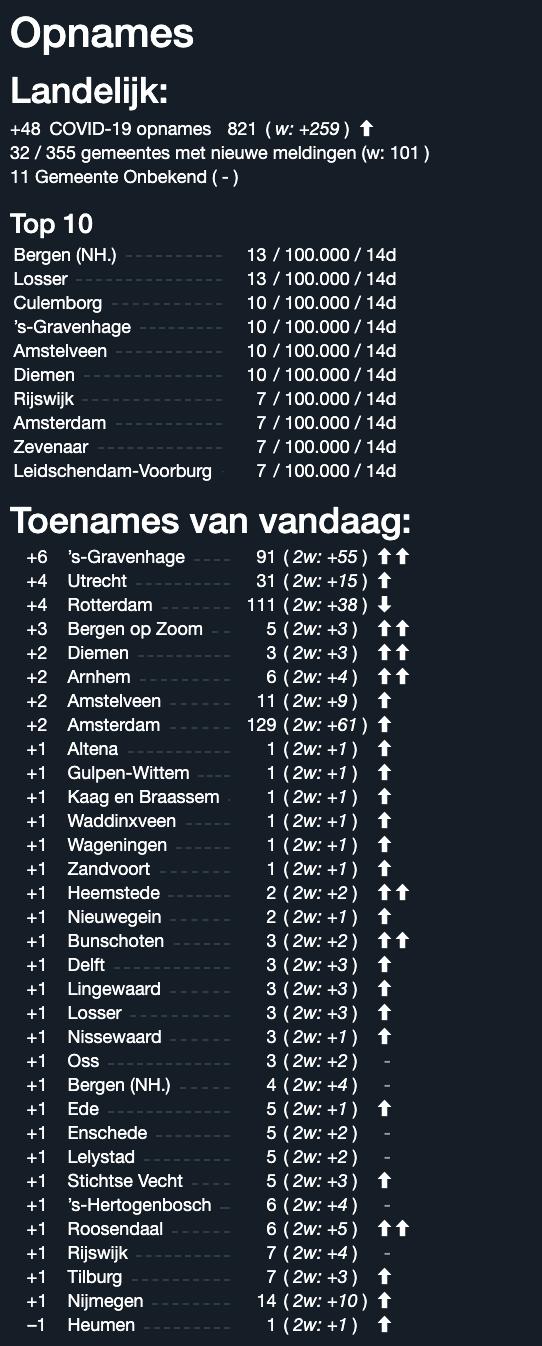 Opnames
Landelijk:
+48 COVID-19 opnames 821 ( w: +259 ) ⬆
32 / 355 gemeentes met nieuwe meldingen (w: 101 )
11 Gemeente Onbekend ( - )
Top 10
Bergen (NH.) 13 / 100.000 / 14d
Losser 13 / 100.000 / 14d
Culemborg 10 / 100.000 / 14d
’s-Gravenhage 10 / 100.000 / 14d
Amstelveen 10 / 100.000 / 14d
Diemen 10 / 100.000 / 14d
Rijswijk 7 / 100.000 / 14d
Amsterdam 7 / 100.000 / 14d
Zevenaar 7 / 100.000 / 14d
Leidschendam-Voorburg 7 / 100.000 / 14d
Toenames van vandaag:
+6 ’s-Gravenhage 91 ( 2w: +55 ) ⬆⬆
+4 Utrecht 31 ( 2w: +15 ) ⬆
+4 Rotterdam 111 ( 2w: +38 ) ⬇
+3 Bergen op Zoom 5 ( 2w: +3 ) ⬆⬆
+2 Diemen 3 ( 2w: +3 ) ⬆⬆
+2 Arnhem 6 ( 2w: +4 ) ⬆⬆
+2 Amstelveen 11 ( 2w: +9 ) ⬆
+2 Amsterdam 129 ( 2w: +61 ) ⬆
+1 Altena 1 ( 2w: +1 ) ⬆
+1 Gulpen-Wittem 1 ( 2w: +1 ) ⬆
+1 Kaag en Braassem 1 ( 2w: +1 ) ⬆
+1 Waddinxveen 1 ( 2w: +1 ) ⬆
+1 Wageningen 1 ( 2w: +1 ) ⬆
+1 Zandvoort 1 ( 2w: +1 ) ⬆
+1 Heemstede 2 ( 2w: +2 ) ⬆⬆
+1 Nieuwegein 2 ( 2w: +1 ) ⬆
+1 Bunschoten 3 ( 2w: +2 ) ⬆⬆
+1 Delft 3 ( 2w: +3 ) ⬆
+1 Lingewaard 3 ( 2w: +3 ) ⬆
+1 Losser 3 ( 2w: +3 ) ⬆
+1 Nissewaard 3 ( 2w: +1 ) ⬆
+1 Oss 3 ( 2w: +2 ) -
+1 Bergen (NH.) 4 ( 2w: +4 ) -
+1 Ede 5 ( 2w: +1 ) ⬆
+1 Enschede 5 ( 2w: +2 ) -
+1 Lelystad 5 ( 2w: +2 ) -
+1 Stichtse Vecht 5 ( 2w: +3 ) ⬆
+1 ’s-Hertogenbosch 6 ( 2w: +4 ) -
+1 Roosendaal 6 ( 2w: +5 ) ⬆⬆
+1 Rijswijk 7 ( 2w: +4 ) -
+1 Tilburg 7 ( 2w: +3 ) ⬆
+1 Nijmegen 14 ( 2w: +10 ) ⬆
−1 Heumen 1 ( 2w: +1 ) ⬆